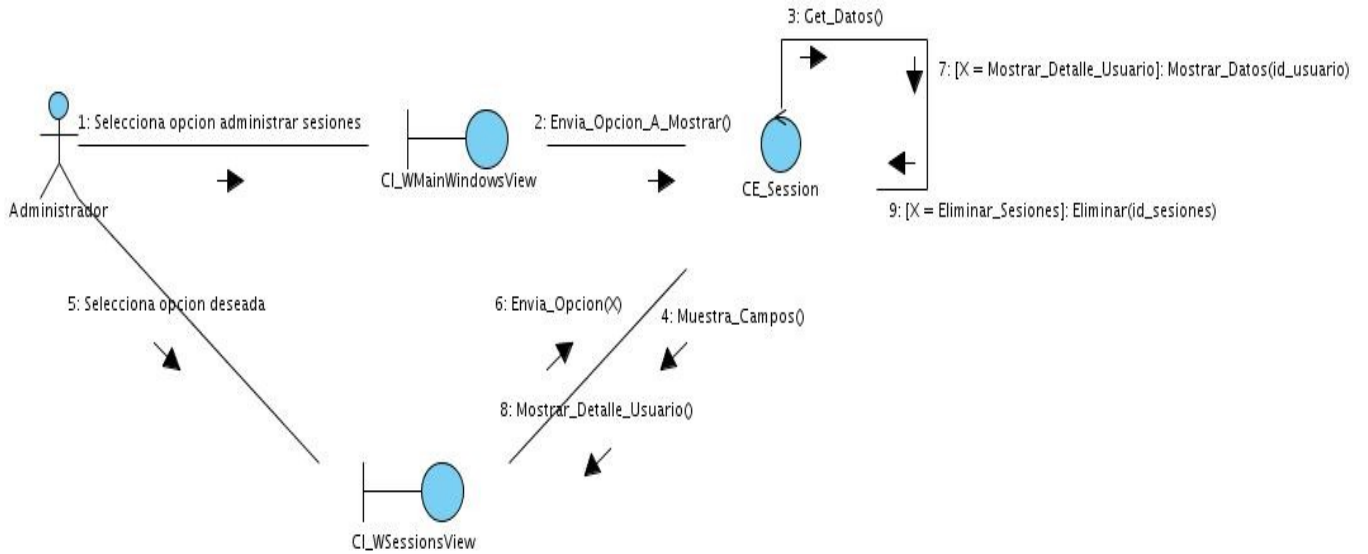 3: Get_Datos()
7: [X = Mostrar_Detalle_Usuario]: Mostrar_Datos(id_usuario)
1: Selecciona opcion administrar sesiones
2: Envia_Opcion_A_Mostrar()
CI_WMainWindowsView
CE_Session
Administrador
9: [X = Eliminar_Sesiones]: Eliminar(id_sesiones)
5: Selecciona opcion deseada
6: Envia_Opcion(X)
4: Muestra_Campos()
8: Mostrar_Detalle_Usuario()
CI_WSessionsView